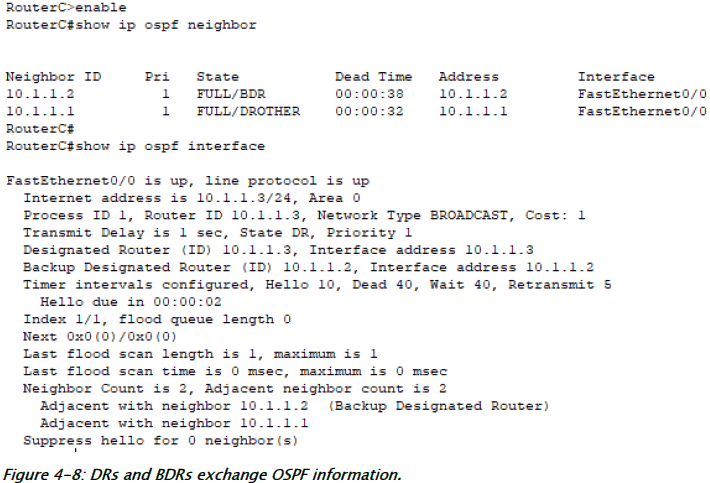 RouterC>enable
RouterC#show ip ospf neighbor
Neighbor ID Pri State Dead Time Address Interface
10.1.1.2 1 FULL/BDR 00:00:38 10.1.1.2 FastEthernet0/0
10.1.1.1 1 FULL/DROTHER 00:00:32 10.1.1.1 FastEthernet0/0
RouterC#
RouterC#show ip ospf interface
FastEthernet0/0 is up, line protocol is up
Internet address is 10.1.1.3/24, Area 0
Process ID 1, Router ID 10.1.1.3, Network Type BROADCAST, Cost: 1
Transmit Delay is 1 sec, State DR, Priority 1
Designated Router (ID) 10.1.1.3, Interface address 10.1.1.3
Backup Designated Router (ID) 10.1.1.2, Interface address 10.1.1.2
Timer intervals configured, Hello 10, Dead 40, Wait 40, Retransmit 5
Hello due in 00:00:02
Index 1/1, flood queue length 0
Next 0x0(0)/0x0(0)
Last flood scan length is 1, maximum is 1
Last flood scan time is 0 msec, maximum is 0 msec
Neighbor Count is 2, Adjacent neighbor count is 2
Adjacent with neighbor 10.1.1.2 (Backup Designated Router)
Adjacent with neighbor 10.1.1.1
Suppress hello for 0 neighbor(s)
Figure 4-8: DRs and BDRs exchange OSPF information.